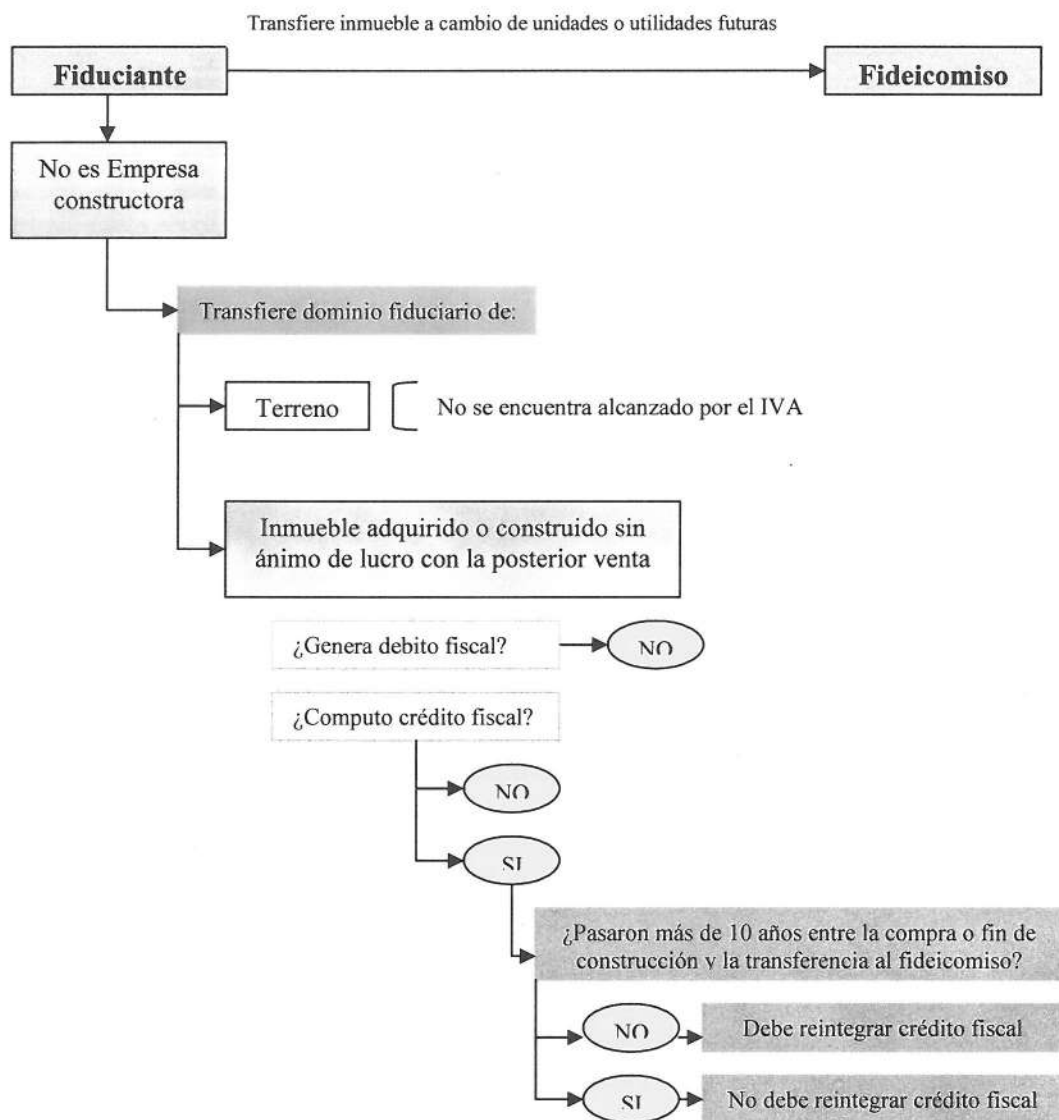 Transfiere inmueble a cambio de unidades o utilidades futuras
Fiduciante
Fideicomiso
No es Empresa
constructora
Transfiere dominio fiduciario de:
Terreno
No se encuentra alcanzado por el IVA
Inmueble adquirido o construido sin
ánimo de lucro con la posterior venta
¿Genera debito fiscal?
NO
¿Computo crédito fiscal?
NO
SI
¿Pasaron más de 10 años entre la compra o fin de
construcción y la transferencia al fideicomiso?
NO
Debe reintegrar crédito fiscal
SI
No debe reintegrar crédito fiscal